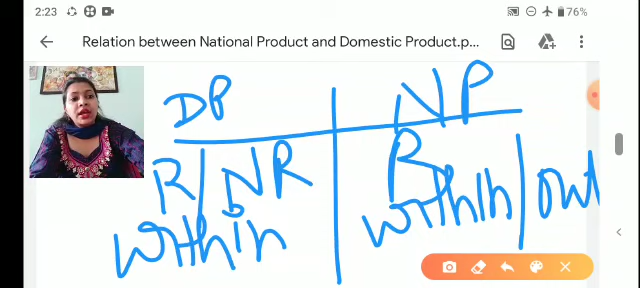 2:23 76%
Relation between National Product and Domestic Product.p...
DP NP
R/NR R
within within/out